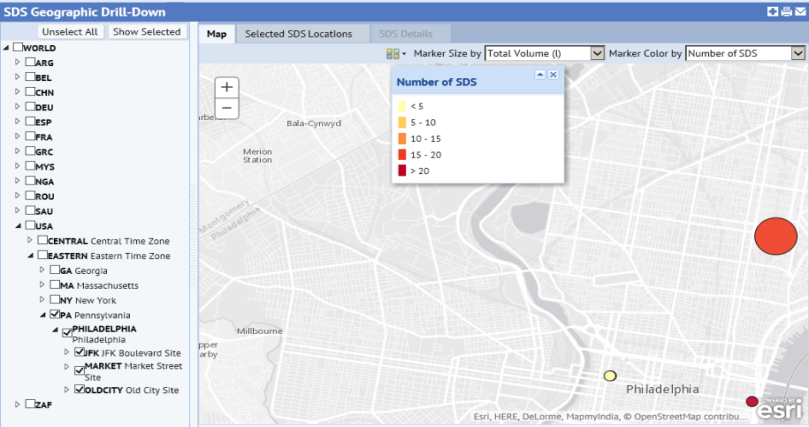 SDS Geographic Drill-Down
Unselect All Show Selected
WORLD
ARG
BEL
CHN
DEU
ESP
FRA
GRC
MYS
NGA
ROU
SAU
USA
CENTRAL Central Time Zone
EASTERN Eastern Time Zone
GA Georgia
MA Massachusetts
NY New York
PA Pennsylvania
PHILADELPHIA
Philadelphia
JFK JFK Boulevard Site
MARKET Market Street
Site
OLDCITY Old City Site
ZAF
Map Selected SDS Locations SDS Details
Marker Size by Total Volume (l) Marker Color by Number of SDS
+
−
Number of SDS
< 5
5 - 10
10 - 15
15 - 20
> 20
Bala-Cynwyd
Merion
Station
Montgomery
Philadelphia
Millbourne
Philadelphia
POWERED BY
esri
Esri, HERE, DeLorme, MapmyIndia, © OpenStreetMap contribu...